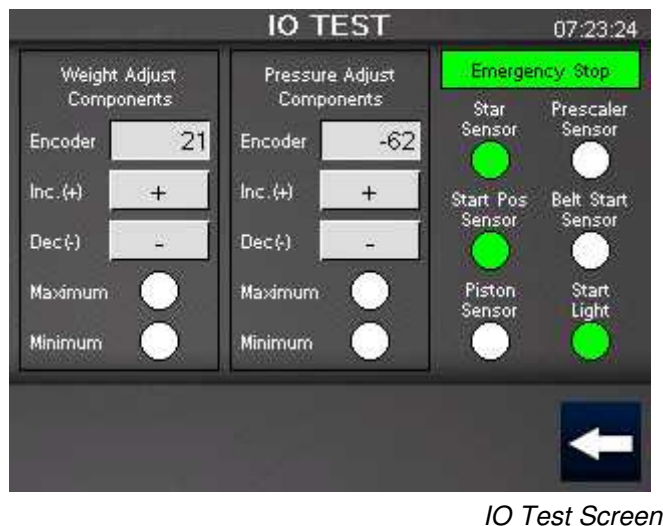 IO TEST
07:23:24
Weight Adjust
Components
Encoder 21
Inc.(+) +
Dec(-) -
Maximum
Minimum
Pressure Adjust
Components
Encoder -62
Inc.(+) +
Dec(-) -
Maximum
Minimum
Emergency Stop
Star
Sensor
Prescaler
Sensor
Start Pos
Sensor
Belt Start
Sensor
Piston
Sensor
Start
Light
IO Test Screen